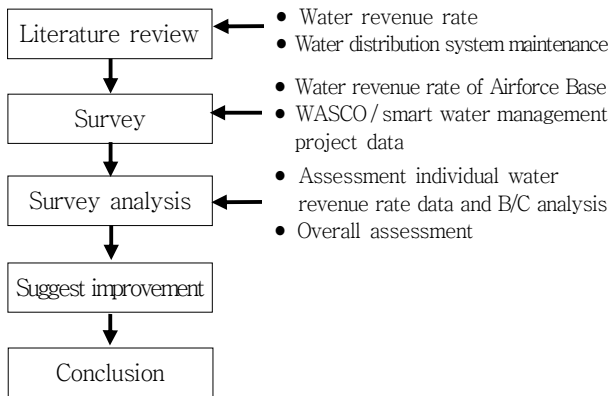 Literature review
• Water revenue rate
• Water distribution system maintenance
Survey
• Water revenue rate of Airforce Base
• WASCO / smart water management
project data
Survey analysis
• Assessment individual water
revenue rate data and B/C analysis
• Overall assessment
Suggest improvement
Conclusion